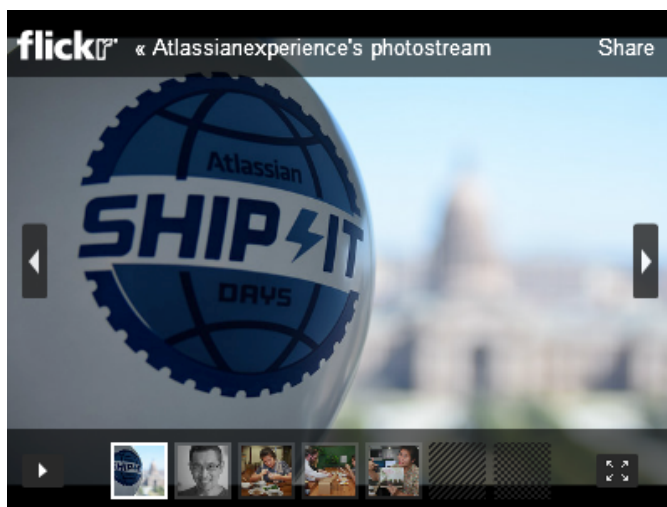 flickr « Atlassianexperience's photostream Share
Atlassian
SHIP IT
DAYS